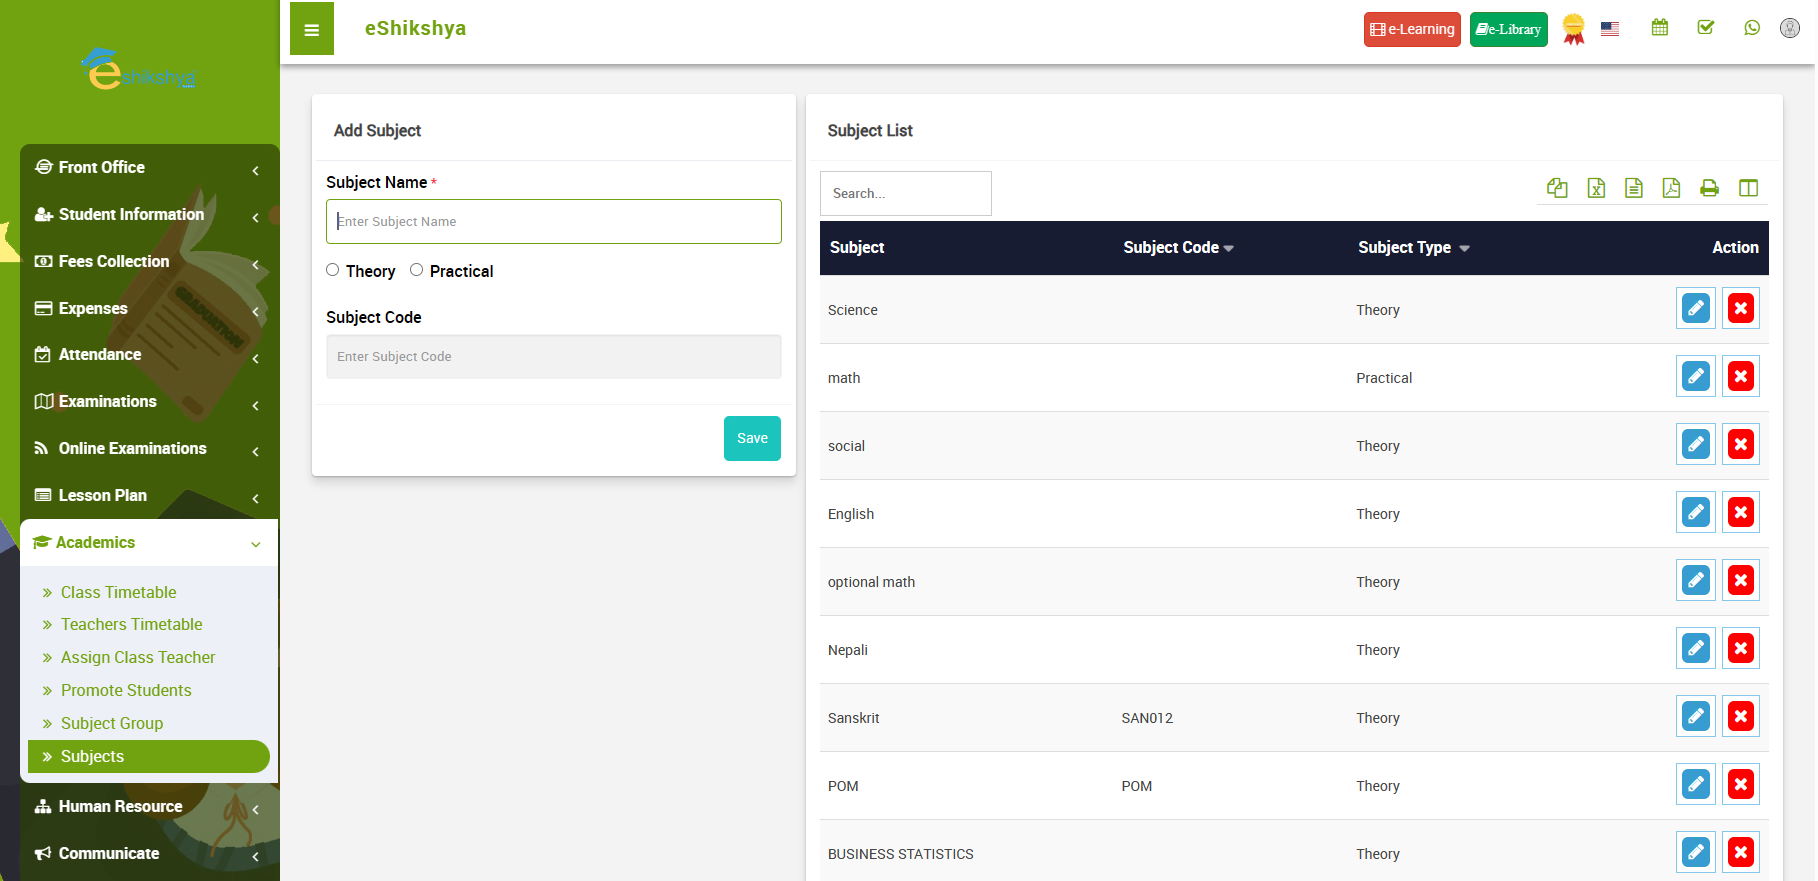 eshikshya
Front Office
Student Information
Fees Collection
Expenses
Attendance
Examinations
Online Examinations
Lesson Plan
Academics
Class Timetable
Teachers Timetable
Assign Class Teacher
Promote Students
Subject Group
Subjects
Human Resource
Communicate
GRADUATION
eShikshya
e-Learning
e-Library
Add Subject
Subject Name *
Enter Subject Name
Theory Practical
Subject Code
Enter Subject Code
Save
Subject List
Search...
Subject Subject Code Subject Type Action
Science Theory
math Practical
social Theory
English Theory
optional math Theory
Nepali Theory
Sanskrit SAN012 Theory
POM POM Theory
BUSINESS STATISTICS Theory